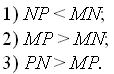 1) NP < MN;
2) MP > MN;
3) PN > MP.